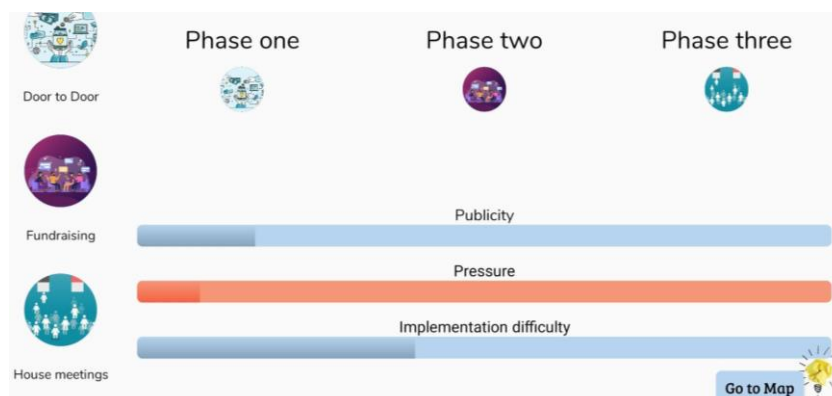 Phase one
Phase two
Phase three
Door to Door
Fundraising
House meetings
Publicity
Pressure
Implementation difficulty
Go to Map